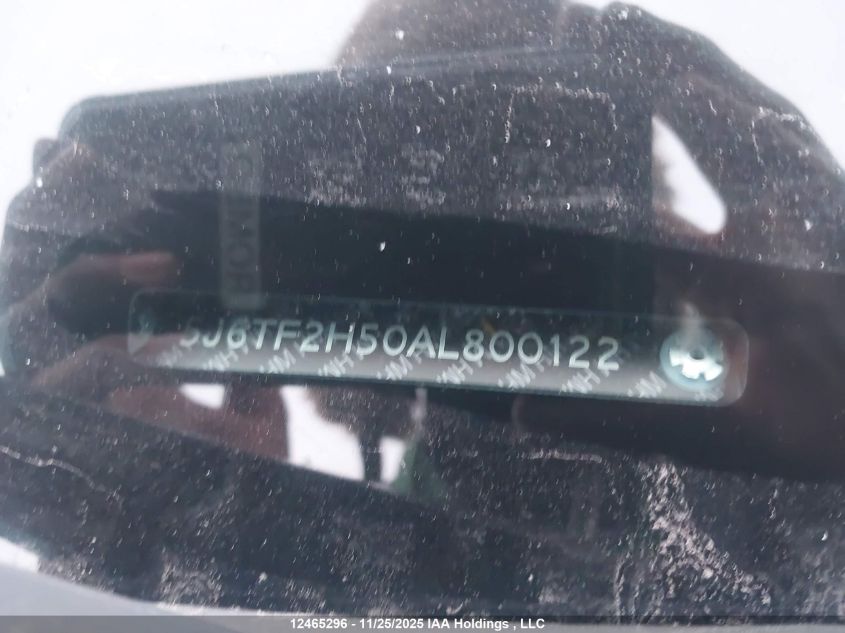 5J6TF2H50AL800122
12465296 - 11/25/2025 IAA Holdings , LLC